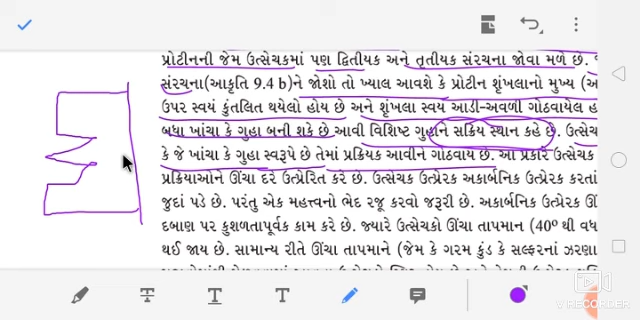 પ્રોટીનની જેમ ઉત્સેચકમાં પણ દ્વિતીયક અને તૃતીયક સંરચના જોવા મળે છે.
સંરચના(આકૃતિ 9.4 b)ને જોશો તો ખ્યાલ આવશે કે પ્રોટીન શૃંખલાનો મુખ્ય
ઉપર સ્વયં કુંતલિત થયેલો હોય છે અને શૃંખલા સ્વય આડી-અવળી ગોઠવાયેલ
બધા ખાંચા કે ગુહા બની શકે છે આવી વિશિષ્ટ ગુહાને સક્રિય સ્થાન કહે છે. ઉત્સેચ
કે જે ખાંચા કે ગુહા સ્વરૂપે છે તેમાં પ્રક્રિયક આવીને ગોઠવાય છે. આ પ્રકારે ઉત્સેચક
પ્રક્રિયાઓને ઊંચા દરે ઉત્પ્રેરિત કરે છે. ઉત્સેચક ઉત્પ્રેરક અકાર્બનિક ઉત્પ્રેરક કરતાં
જુદાં પડે છે. પરંતુ એક મહત્ત્વનો ભેદ રજૂ કરવો જરૂરી છે. અકાર્બનિક ઉત્પ્રેરક
દબાણ પર કુશળતાપૂર્વક કામ કરે છે. જ્યારે ઉત્સેચકો ઊંચા તાપમાન (40° થી વધ
થઈ જાય છે. સામાન્ય રીતે ઊંચા તાપમાને (જેમ કે ગરમ કુંડ કે સલ્ફરનાં ઝરણા
T T T
VRECORDER